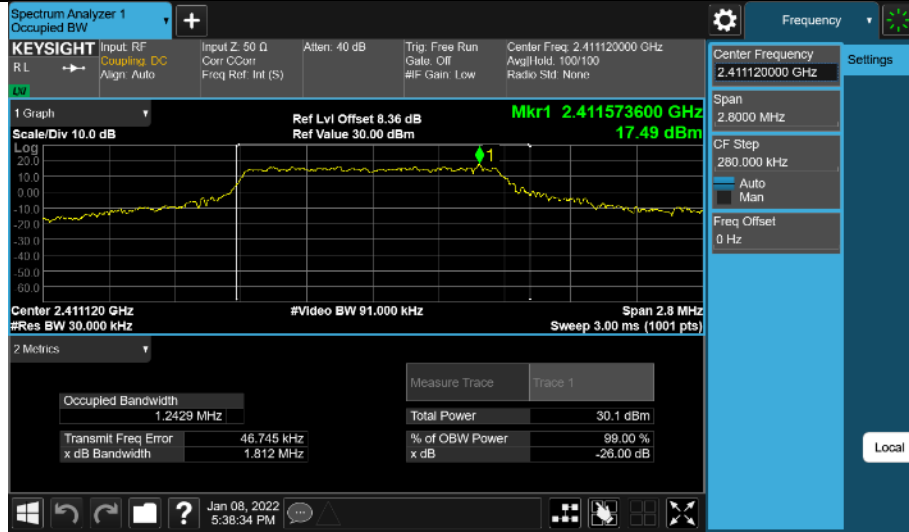 Spectrum Analyzer 1
Occupied BW
+
Frequency
KEYSIGHT
RL
Input: RF
Coupling: DC
Align: Auto
Input Z: 50 Ω
Corr CCorr
Freq Ref: Int (S)
Atten: 40 dB
Trig: Free Run
Gate: Off
#IF Gain: Low
Center Freq: 2.411120000 GHz
Avg|Hold: 100/100
Radio Std: None
LXI
Center Frequency
2.411120000 GHz
Settings
Span
2.8000 MHz
CF Step
280.000 kHz
Auto
Man
Freq Offset
0 Hz
1 Graph
Scale/Div 10.0 dB
Ref Lvl Offset 8.36 dB
Ref Value 30.00 dBm
Mkr1 2.411573600 GHz
17.49 dBm
Log
20.0
10.0
0.00
-10.0
-20.0
-30.0
-40.0
-50.0
-60.0
1
Center 2.411120 GHz
#Res BW 30.000 kHz
#Video BW 91.000 kHz
Span 2.8 MHz
Sweep 3.00 ms (1001 pts)
2 Metrics
Measure Trace
Trace 1
Occupied Bandwidth
1.2429 MHz
Total Power
30.1 dBm
Transmit Freq Error
46.745 kHz
% of OBW Power
99.00 %
x dB Bandwidth
1.812 MHz
x dB
-26.00 dB
Local
?
Jan 08, 2022
5:38:34 PM